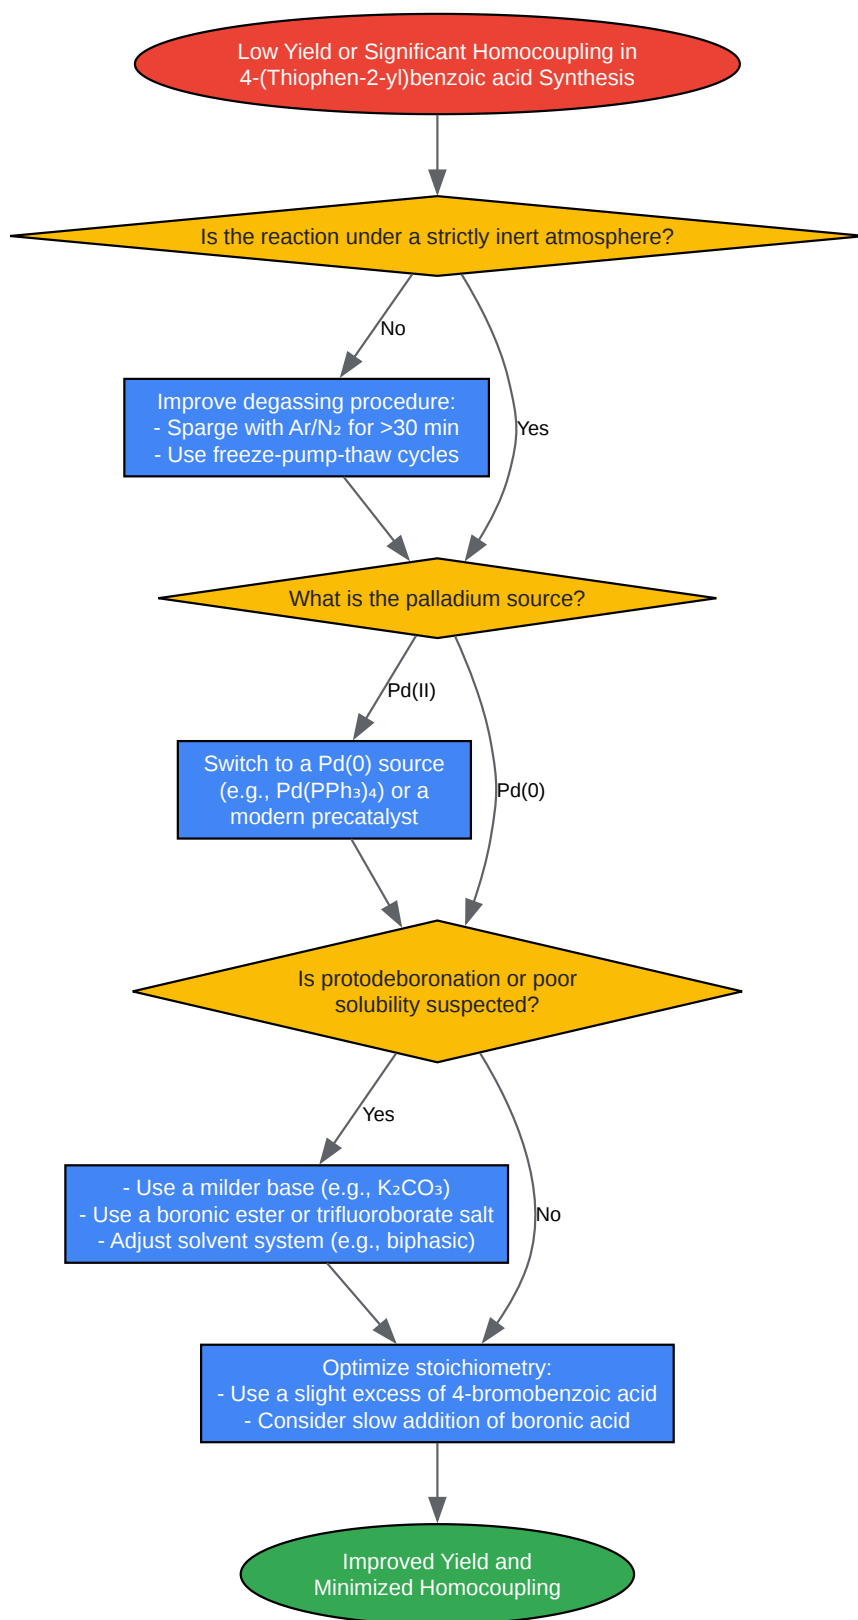 Low Yield or Significant Homocoupling in
4-(Thiophen-2-yl)benzoic acid Synthesis
Is the reaction under a strictly inert atmosphere?
No
Improve degassing procedure:
- Sparge with Ar/N₂ for >30 min
- Use freeze-pump-thaw cycles
Yes
What is the palladium source?
Pd(II)
Switch to a Pd(0) source
(e.g., Pd(PPh₃)₄) or a
modern precatalyst
Pd(0)
Is protodeboronation or poor
solubility suspected?
Yes
- Use a milder base (e.g., K₂CO₃)
- Use a boronic ester or trifluoroborate salt
- Adjust solvent system (e.g., biphasic)
No
Optimize stoichiometry:
- Use a slight excess of 4-bromobenzoic acid
- Consider slow addition of boronic acid
Improved Yield and
Minimized Homocoupling